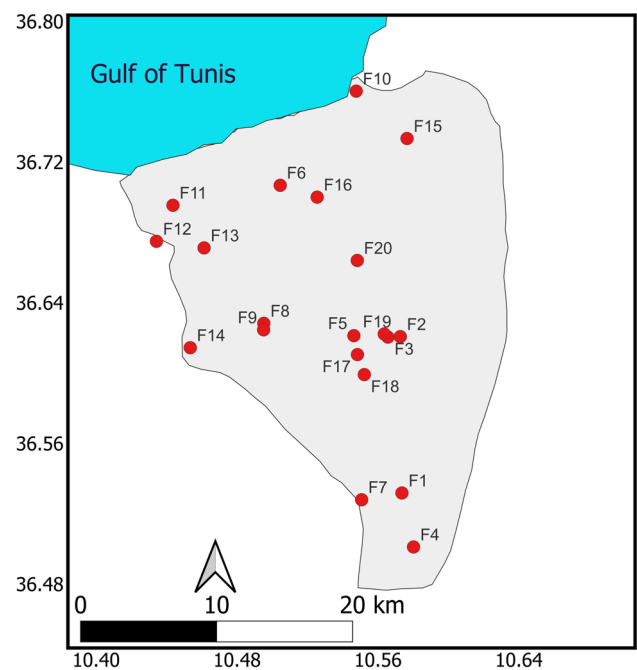 36.80
Gulf of Tunis
F10
F15
36.72
F6
F16
F11
F12
F13
F20
36.64
F9
F8
F5
F19
F2
F3
F14
F17
F18
36.56
F7
F1
F4
36.48
0
10
20 km
10.40
10.48
10.56
10.64